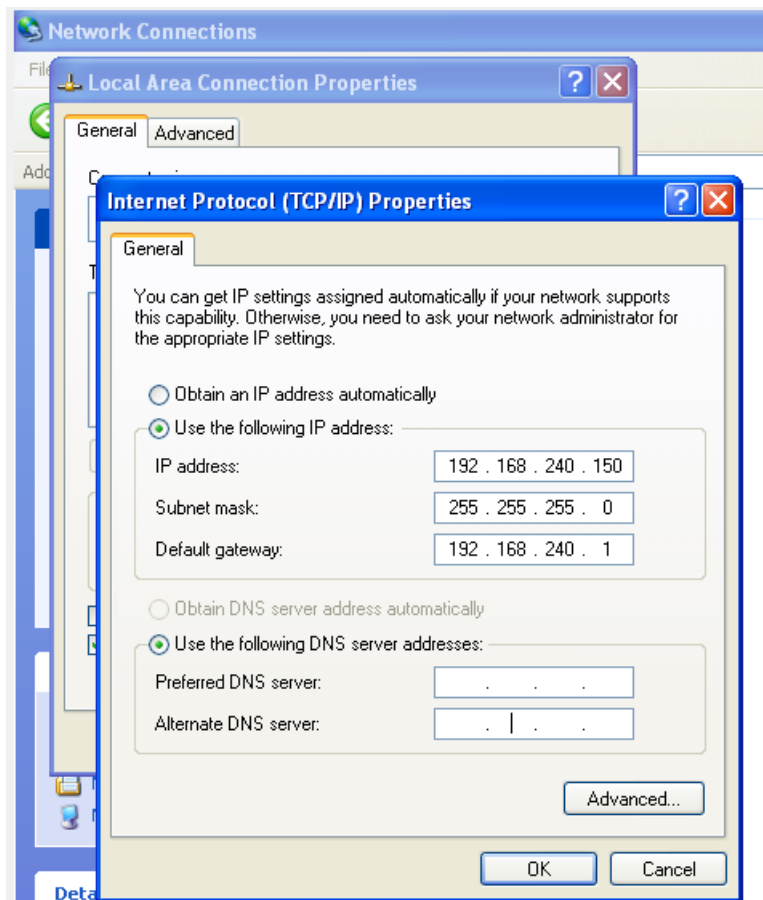 Network Connections
File
Local Area Connection Properties
General Advanced
Internet Protocol (TCP/IP) Properties
General
You can get IP settings assigned automatically if your network supports
this capability. Otherwise, you need to ask your network administrator for
the appropriate IP settings.
Obtain an IP address automatically
Use the following IP address:
IP address: 192 . 168 . 240 . 150
Subnet mask: 255 . 255 . 255 . 0
Default gateway: 192 . 168 . 240 . 1
Obtain DNS server address automatically
Use the following DNS server addresses:
Preferred DNS server: . . .
Alternate DNS server: . . .
Advanced...
OK Cancel
Deta